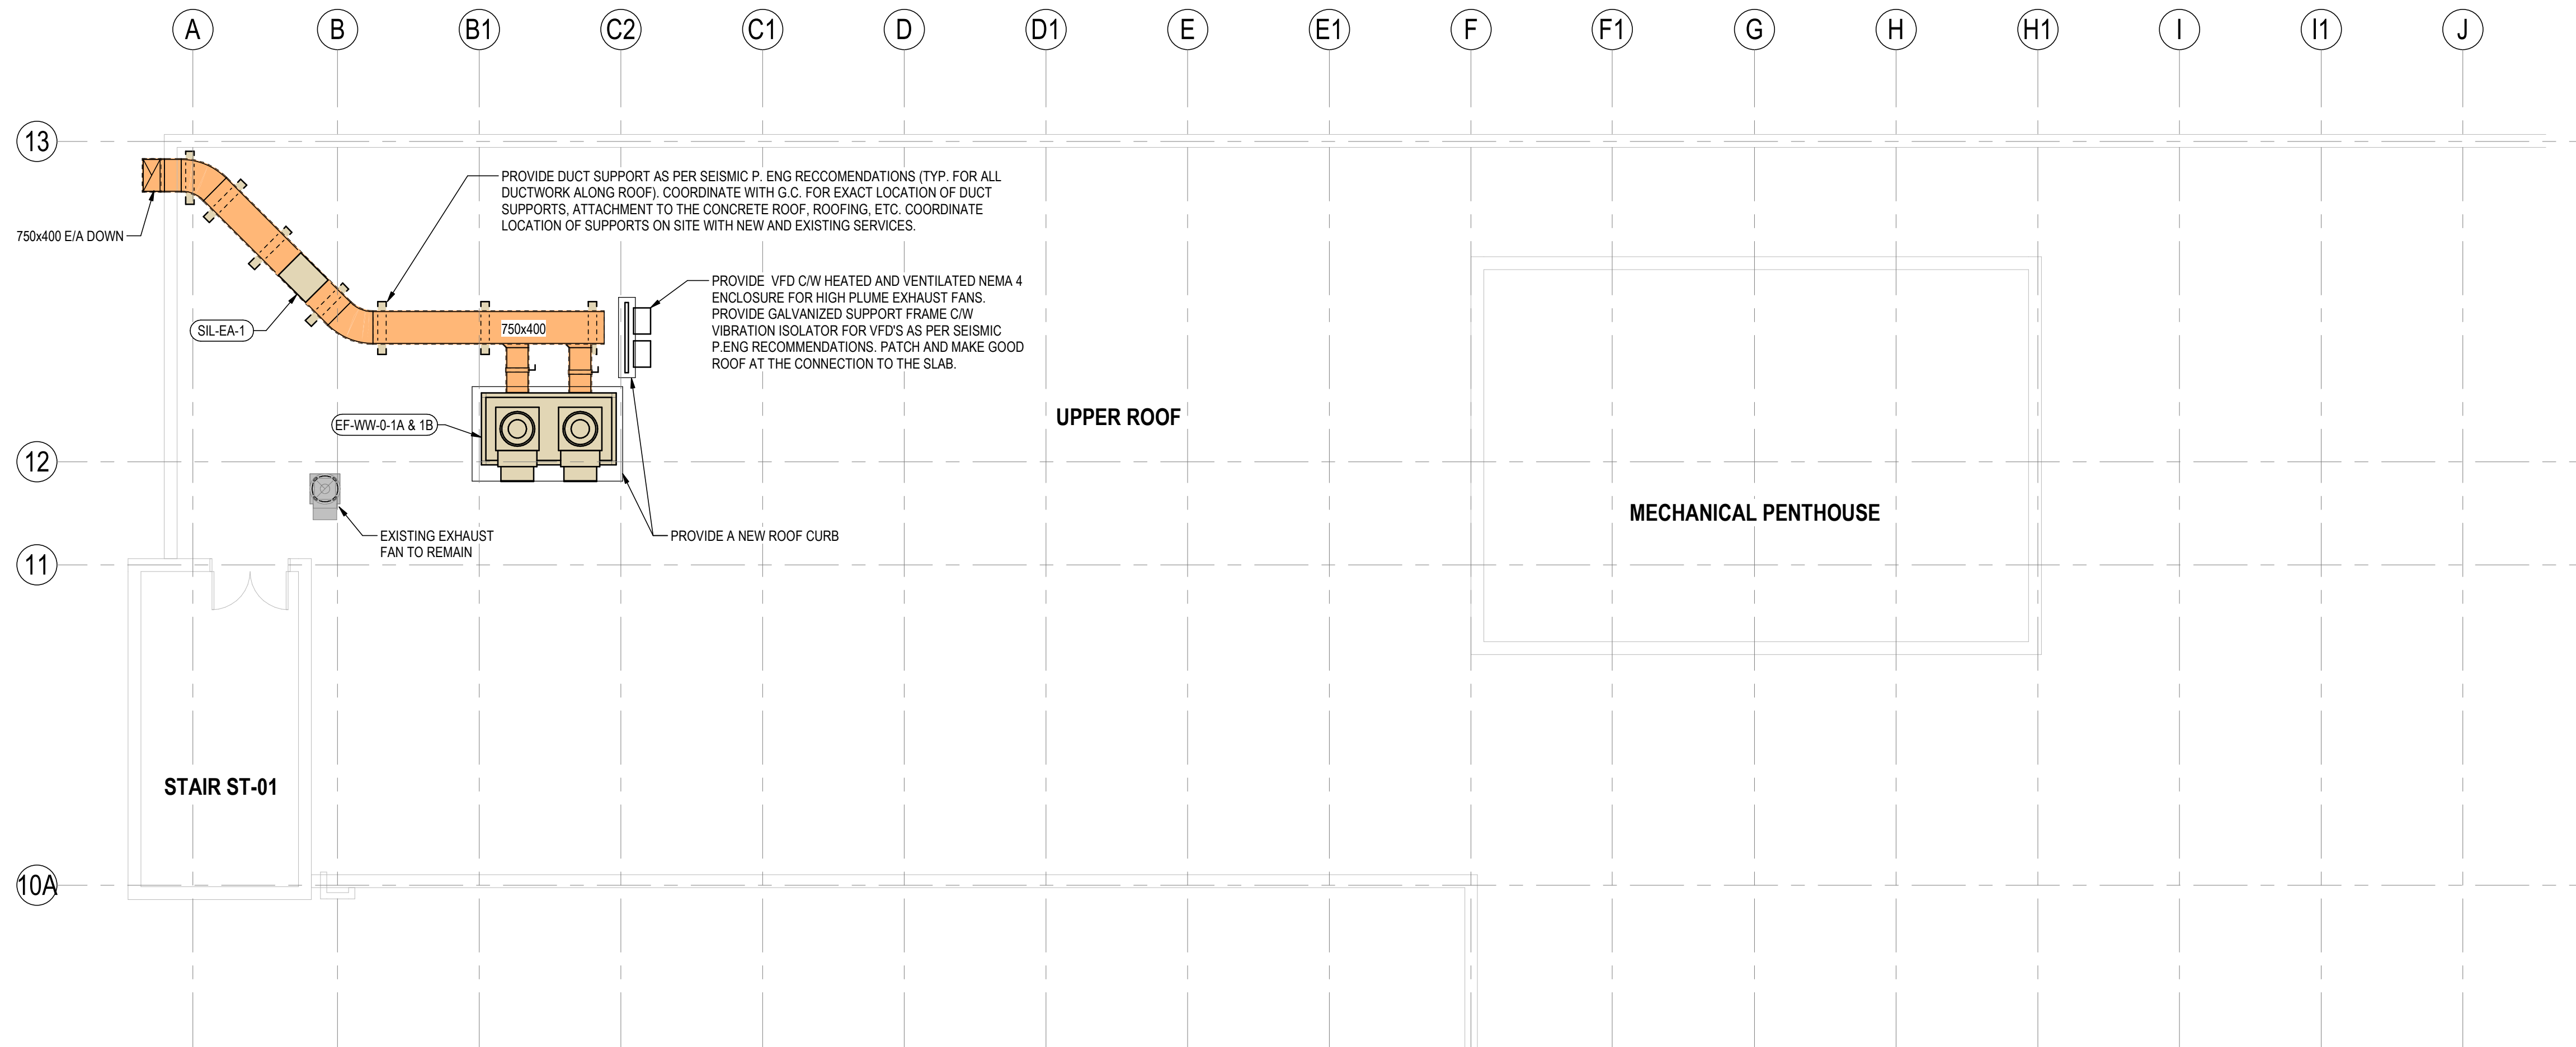 A
B
B1
C2
C1
D
D1
E
E1
F
F1
G
H
H1
I
I1
J
13
PROVIDE DUCT SUPPORT AS PER SEISMIC P. ENG RECCOMENDATIONS (TYP. FOR ALL
DUCTWORK ALONG ROOF). COORDINATE WITH G.C. FOR EXACT LOCATION OF DUCT
SUPPORTS, ATTACHMENT TO THE CONCRETE ROOF, ROOFING, ETC. COORDINATE
LOCATION OF SUPPORTS ON SITE WITH NEW AND EXISTING SERVICES.
750x400 E/A DOWN
PROVIDE VFD C/W HEATED AND VENTILATED NEMA 4
ENCLOSURE FOR HIGH PLUME EXHAUST FANS.
PROVIDE GALVANIZED SUPPORT FRAME C/W
VIBRATION ISOLATOR FOR VFD'S AS PER SEISMIC
P.ENG RECOMMENDATIONS. PATCH AND MAKE GOOD
ROOF AT THE CONNECTION TO THE SLAB.
SIL-EA-1
750x400
EF-WW-0-1A & 1B
UPPER ROOF
12
MECHANICAL PENTHOUSE
EXISTING EXHAUST
FAN TO REMAIN
PROVIDE A NEW ROOF CURB
11
STAIR ST-01
10A